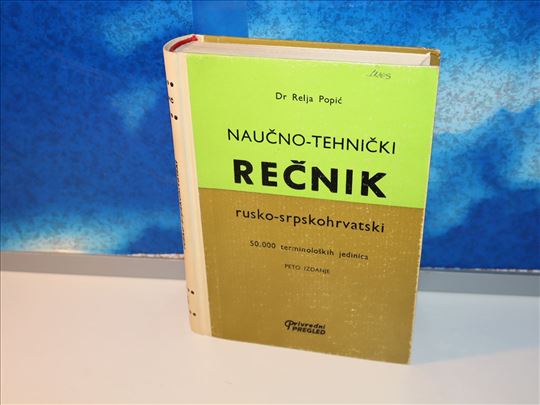 Dr Relja Popić
NAUČNO-TEHNIČKI
REČNIK
rusko-srpskohrvatski
50.000 terminoloških jedinica
PETO IZDANJE
Privredni
PREGLED